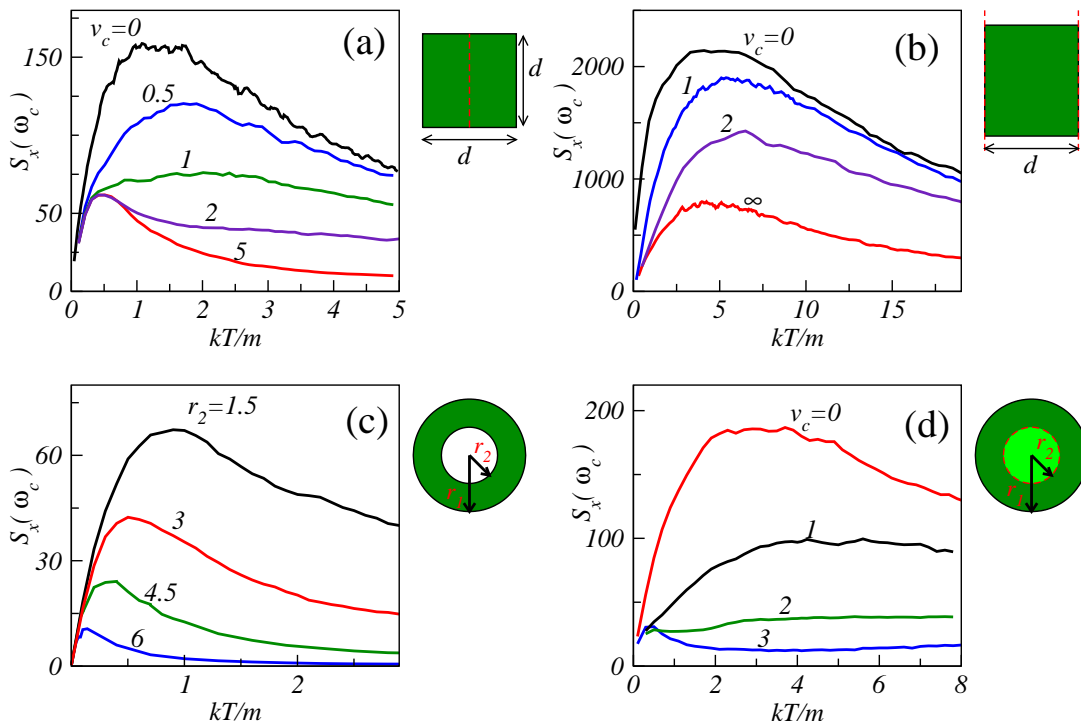 (a)
v_c=0
0.5
1
2
5
S_x(ω_c)
150
50
0
0 1 2 3 4 5
kT/m
d
d
(b)
v_c=0
1
2
∞
S_x(ω_c)
2000
1000
0
0 5 10 15
kT/m
d
(c)
r_2=1.5
3
4.5
6
S_x(ω_c)
60
30
0
1 2
kT/m
r_2
r_1
(d)
v_c=0
1
2
3
S_x(ω_c)
200
100
0
0 2 4 6 8
kT/m
r_2
r_1